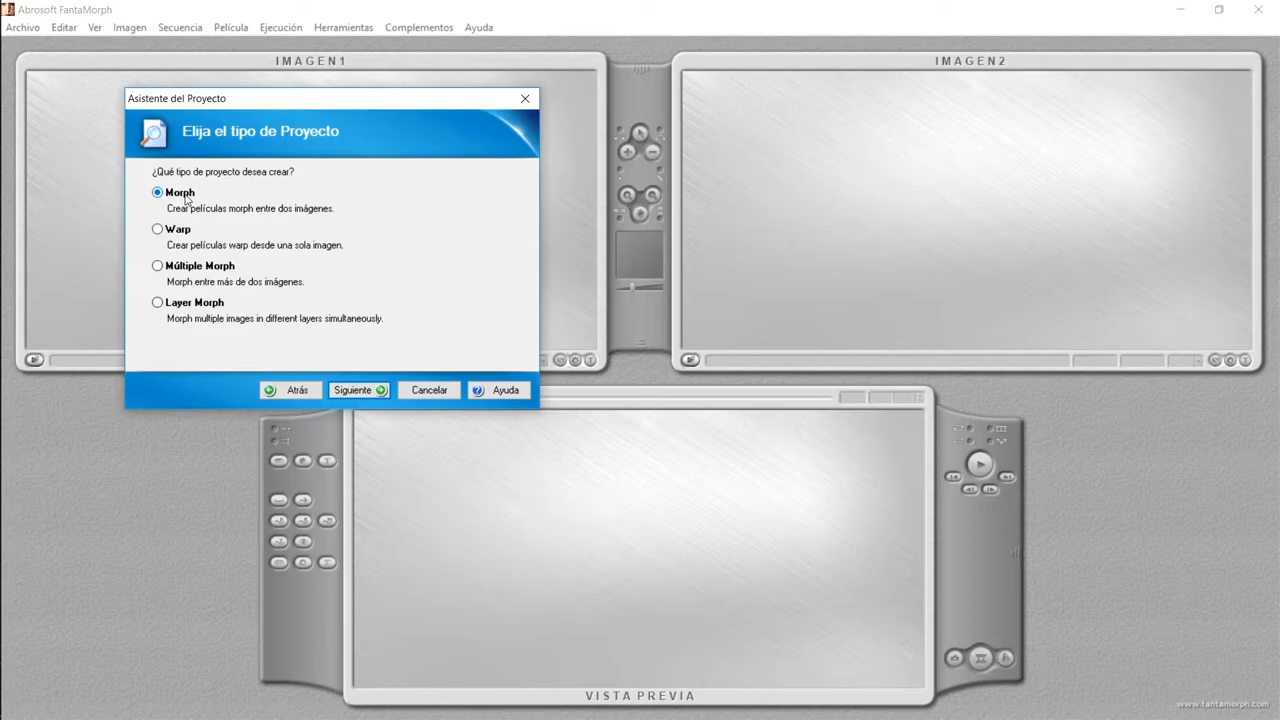 Abrosoft FantaMorph
Archivo Editar Ver Imagen Secuencia Película Ejecución Herramientas Complementos Ayuda
IMAGEN1
IMAGEN2
Asistente del Proyecto
Elija el tipo de Proyecto
¿Qué tipo de proyecto desea crear?
Morph
Crear películas morph entre dos imágenes.
Warp
Crear películas warp desde una sola imagen.
Múltiple Morph
Morph entre más de dos imágenes.
Layer Morph
Morph multiple images in different layers simultaneously.
Atrás Siguiente Cancelar Ayuda
VISTA PREVIA
www.fantamorph.com